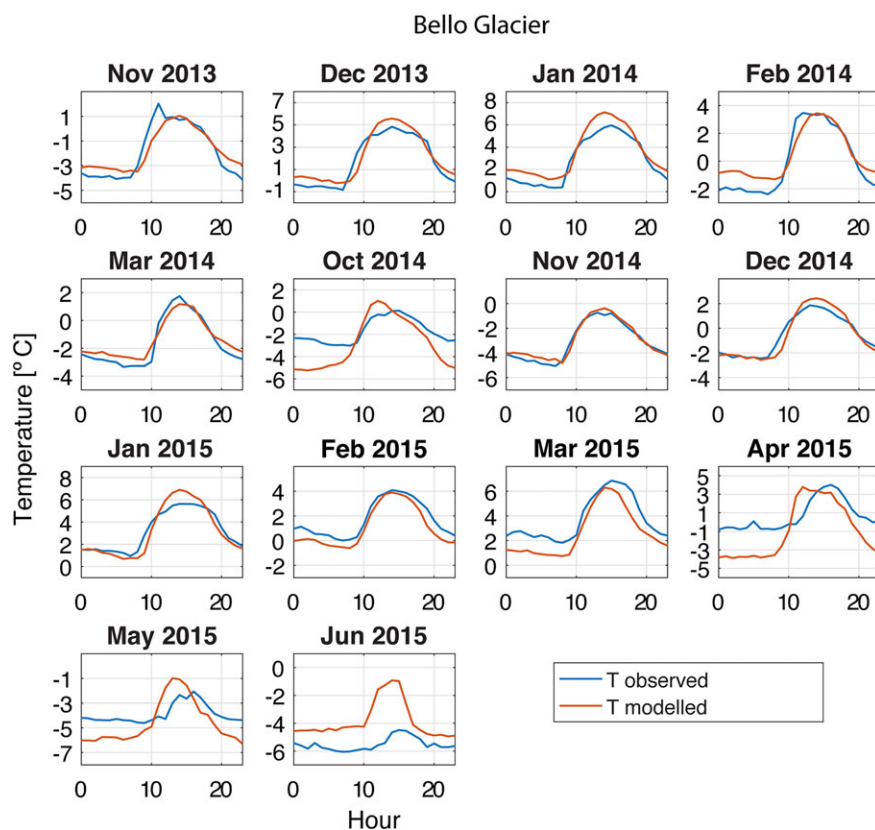 Bello Glacier
Nov 2013 Dec 2013 Jan 2014 Feb 2014
1 -1 -3 -5
7 5 3 1 -1
8 6 4 2 0
4 2 0 -2
0 10 20 0 10 20 0 10 20 0 10 20
Mar 2014 Oct 2014 Nov 2014 Dec 2014
2 0 -2 -4
2 0 -2 -4 -6
0 -2 -4 -6
4 2 0 -2 -4
0 10 20 0 10 20 0 10 20 0 10 20
Temperature [ºC]
Jan 2015 Feb 2015 Mar 2015 Apr 2015
8 6 4 2 0
4 2 0 -2
6 4 2 0
5 3 1 -1 -3 -5
0 10 20 0 10 20 0 10 20 0 10 20
May 2015 Jun 2015
-1 -3 -5 -7
0 -2 -4 -6
0 10 20 0 10 20
Hour
T observed
T modelled